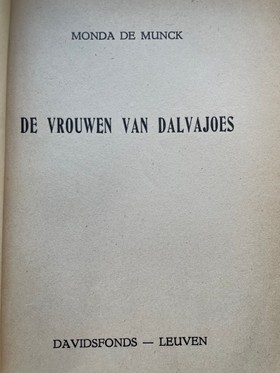 MONDA DE MUNCK
DE VROUWEN VAN DALVAJOES
DAVIDSFONDS — LEUVEN